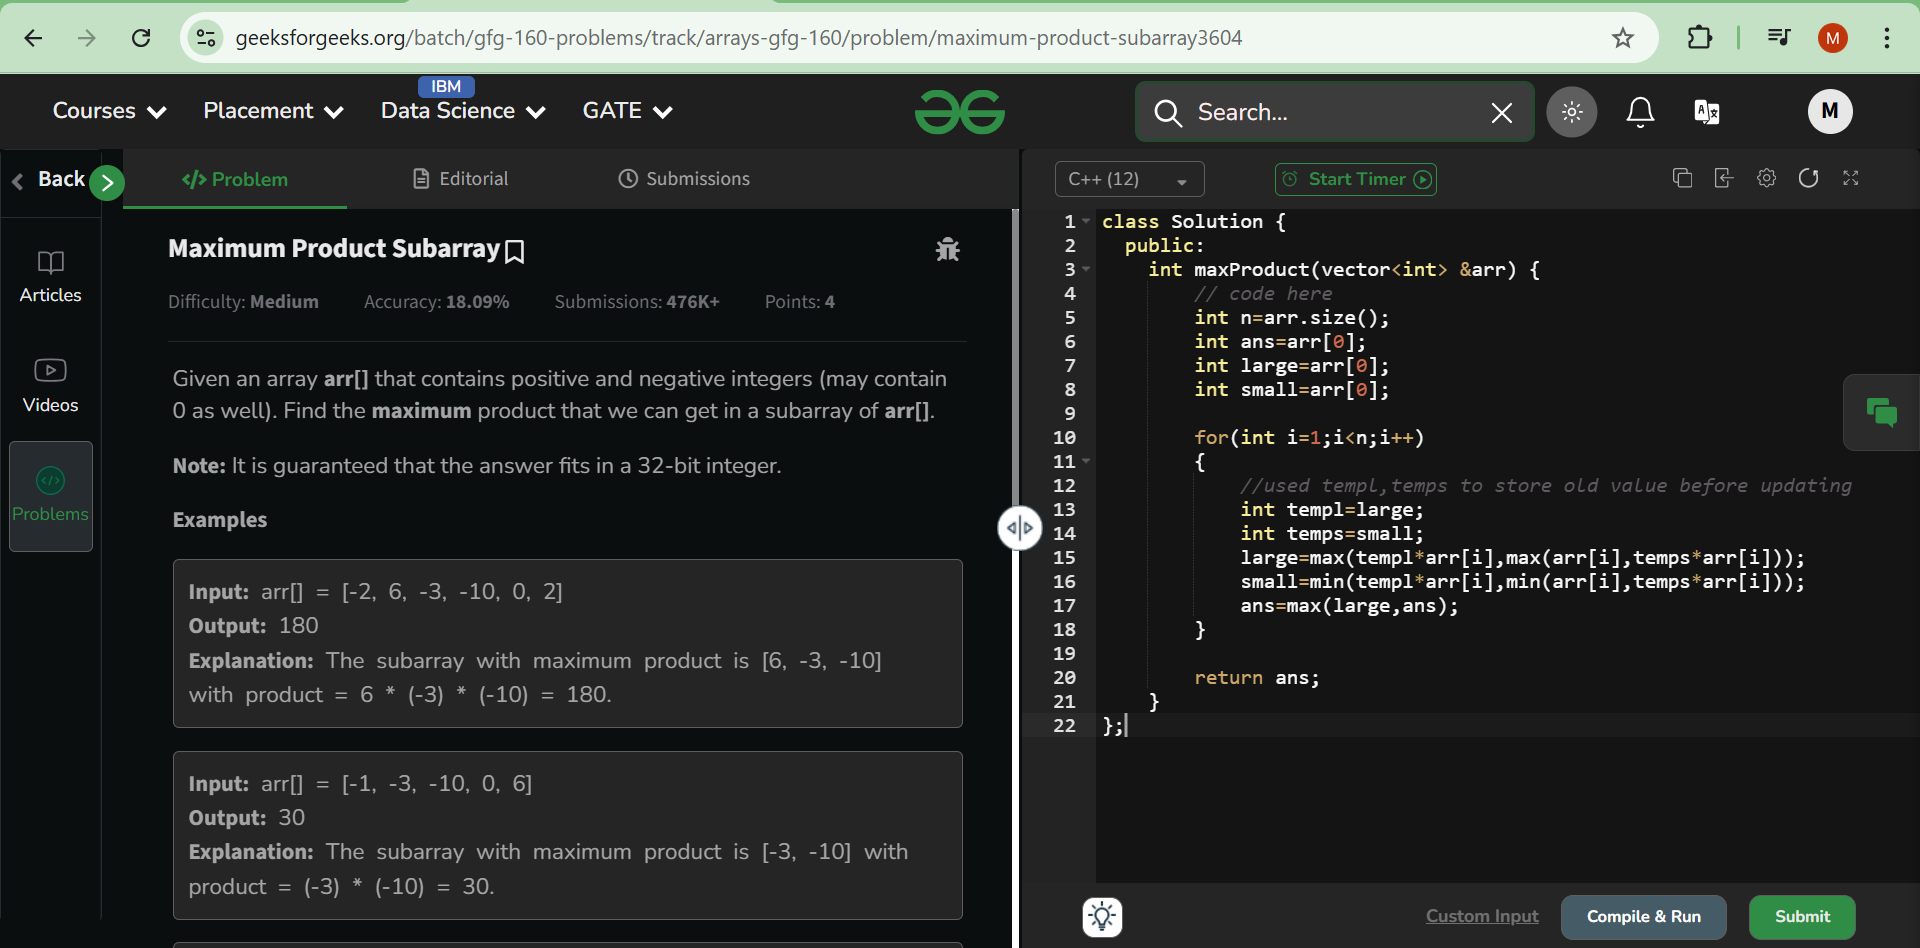 geeksforgeeks.org/batch/gfg-160-problems/track/arrays-gfg-160/problem/maximum-product-subarray3604
M
Courses
Placement
IBM
Data Science
GATE
Search...
M
Back
Articles
Videos
Problems
</> Problem
Editorial
Submissions
Maximum Product Subarray
Difficulty: Medium Accuracy: 18.09% Submissions: 476K+ Points: 4
Given an array arr[] that contains positive and negative integers (may contain
0 as well). Find the maximum product that we can get in a subarray of arr[].
Note: It is guaranteed that the answer fits in a 32-bit integer.
Examples
Input: arr[] = [-2, 6, -3, -10, 0, 2]
Output: 180
Explanation: The subarray with maximum product is [6, -3, -10]
with product = 6 * (-3) * (-10) = 180.
Input: arr[] = [-1, -3, -10, 0, 6]
Output: 30
Explanation: The subarray with maximum product is [-3, -10] with
product = (-3) * (-10) = 30.
C++ (12)
Start Timer
1 class Solution {
2 public:
3 int maxProduct(vector<int> &arr) {
4 // code here
5 int n=arr.size();
6 int ans=arr[0];
7 int large=arr[0];
8 int small=arr[0];
9
10 for(int i=1;i<n;i++)
11 {
12 //used templ,temps to store old value before updating
13 int templ=large;
14 int temps=small;
15 large=max(templ*arr[i],max(arr[i],temps*arr[i]));
16 small=min(templ*arr[i],min(arr[i],temps*arr[i]));
17 ans=max(large,ans);
18 }
19
20 return ans;
21 }
22 };
Custom Input
Compile & Run
Submit